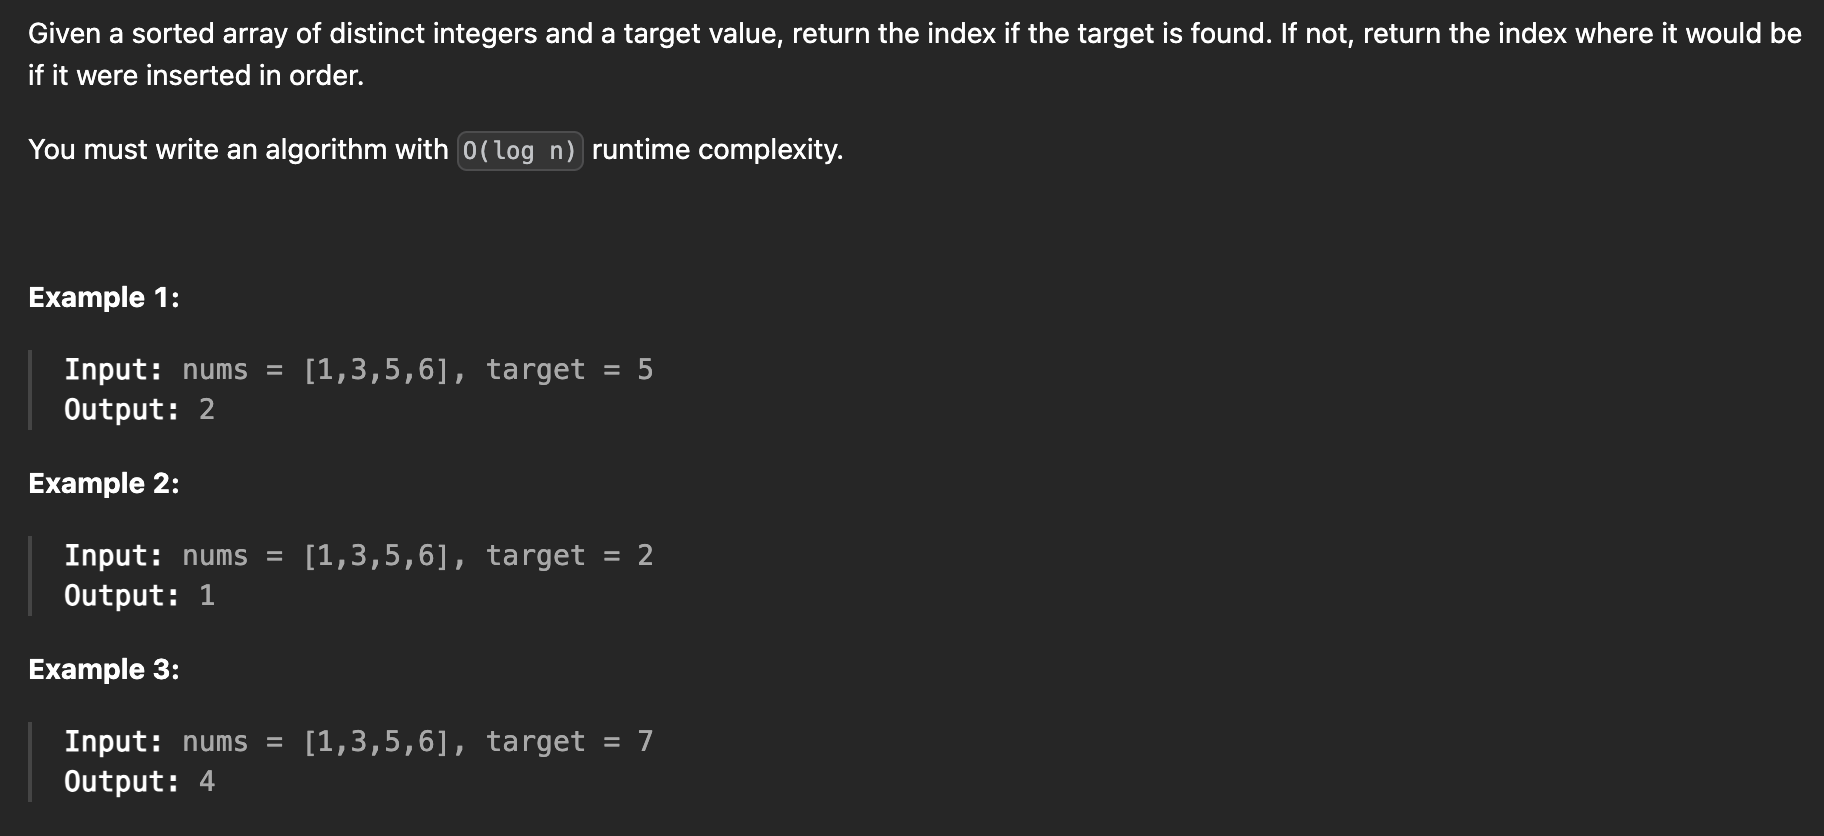 Given a sorted array of distinct integers and a target value, return the index if the target is found. If not, return the index where it would be
if it were inserted in order.
You must write an algorithm with O(log n) runtime complexity.
Example 1:
Input: nums = [1,3,5,6], target = 5
Output: 2
Example 2:
Input: nums = [1,3,5,6], target = 2
Output: 1
Example 3:
Input: nums = [1,3,5,6], target = 7
Output: 4